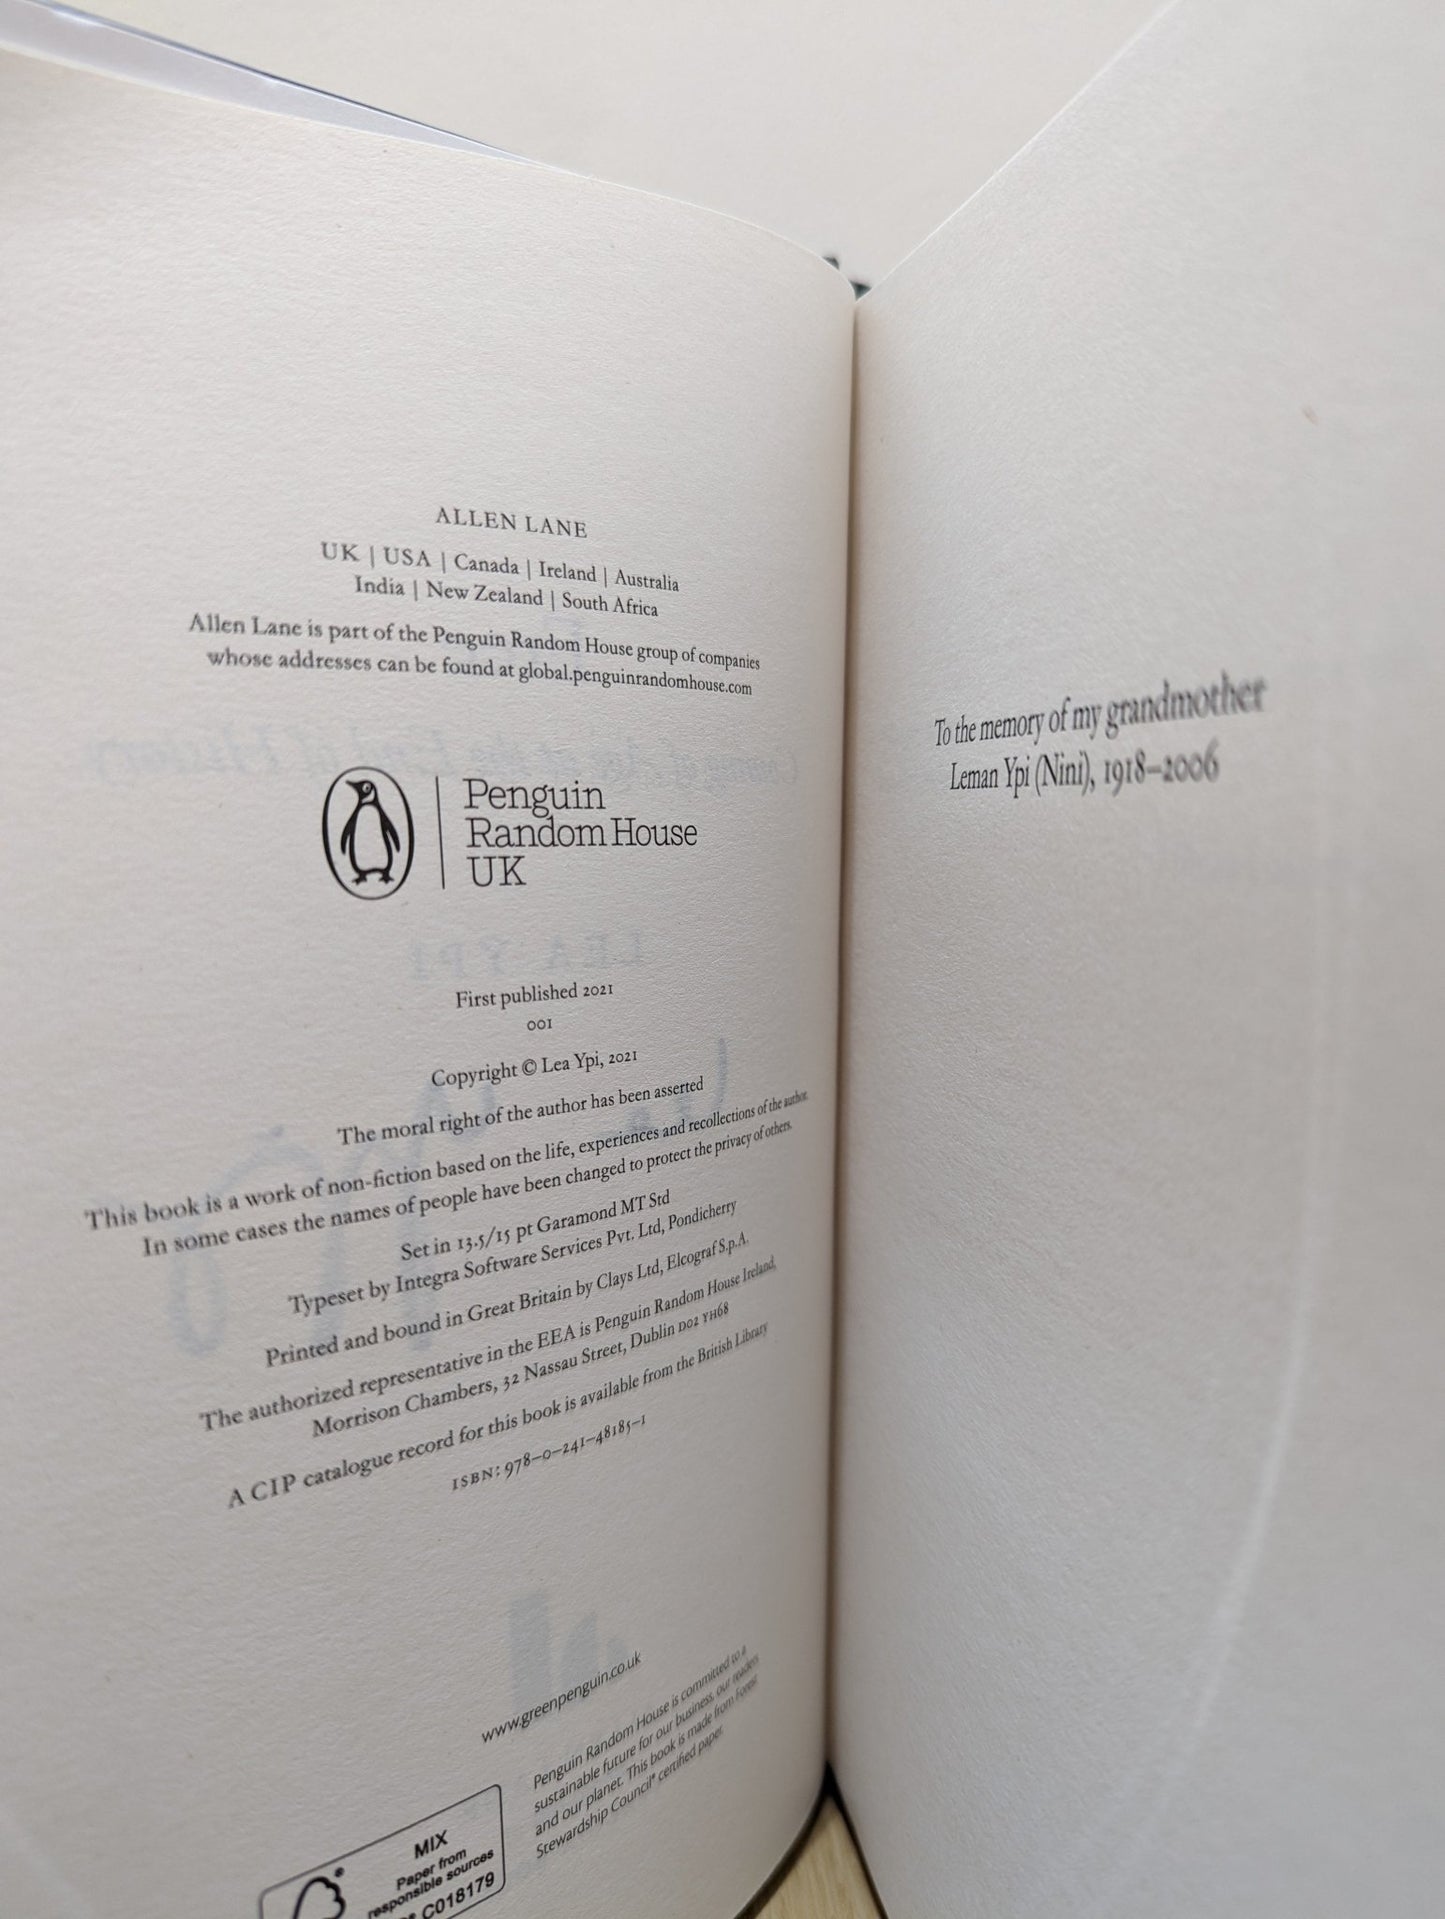 ALLEN LANE
UK | USA | Canada | Ireland | Australia
India | New Zealand | South Africa
Allen Lane is part of the Penguin Random House group of companies
whose addresses can be found at global.penguinrandomhouse.com
Penguin
Random House
UK
First published 2021
001
Copyright © Lea Ypi, 2021
The moral right of the author has been asserted
This book is a work of non-fiction based on the life, experiences and recollections of the author.
In some cases the names of people have been changed to protect the privacy of others.
Set in 13.5/15 pt Garamond MT Std
Typeset by Integra Software Services Pvt. Ltd, Pondicherry
Printed and bound in Great Britain by Clays Ltd, Elcograf S.p.A.
The authorized representative in the EEA is Penguin Random House Ireland,
Morrison Chambers, 32 Nassau Street, Dublin D02 YH68
A CIP catalogue record for this book is available from the British Library
ISBN: 978–0–241–48185–1
www.greenpenguin.co.uk
MIX
Paper from
responsible sources
C018179
Penguin Random House is committed to a
sustainable future for our business, our readers
and our planet. This book is made from Forest
Stewardship Council® certified paper.
To the memory of my grandmother
Leman Ypi (Nini), 1918–2006